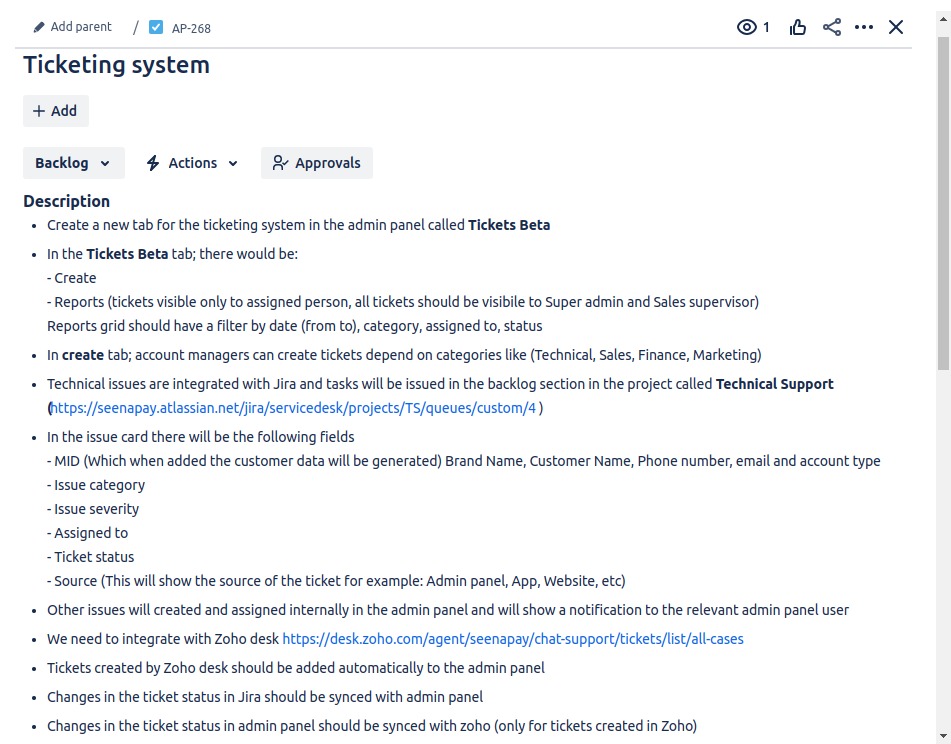 Add parent / AP-268 1
Ticketing system
+ Add
Backlog Actions Approvals
Description
• Create a new tab for the ticketing system in the admin panel called Tickets Beta
• In the Tickets Beta tab; there would be:
- Create
- Reports (tickets visible only to assigned person, all tickets should be visibile to Super admin and Sales supervisor)
Reports grid should have a filter by date (from to), category, assigned to, status
• In create tab; account managers can create tickets depend on categories like (Technical, Sales, Finance, Marketing)
• Technical issues are integrated with Jira and tasks will be issued in the backlog section in the project called Technical Support
(https://seenapay.atlassian.net/jira/servicedesk/projects/TS/queues/custom/4 )
• In the issue card there will be the following fields
- MID (Which when added the customer data will be generated) Brand Name, Customer Name, Phone number, email and account type
- Issue category
- Issue severity
- Assigned to
- Ticket status
- Source (This will show the source of the ticket for example: Admin panel, App, Website, etc)
• Other issues will created and assigned internally in the admin panel and will show a notification to the relevant admin panel user
• We need to integrate with Zoho desk https://desk.zoho.com/agent/seenapay/chat-support/tickets/list/all-cases
• Tickets created by Zoho desk should be added automatically to the admin panel
• Changes in the ticket status in Jira should be synced with admin panel
• Changes in the ticket status in admin panel should be synced with zoho (only for tickets created in Zoho)